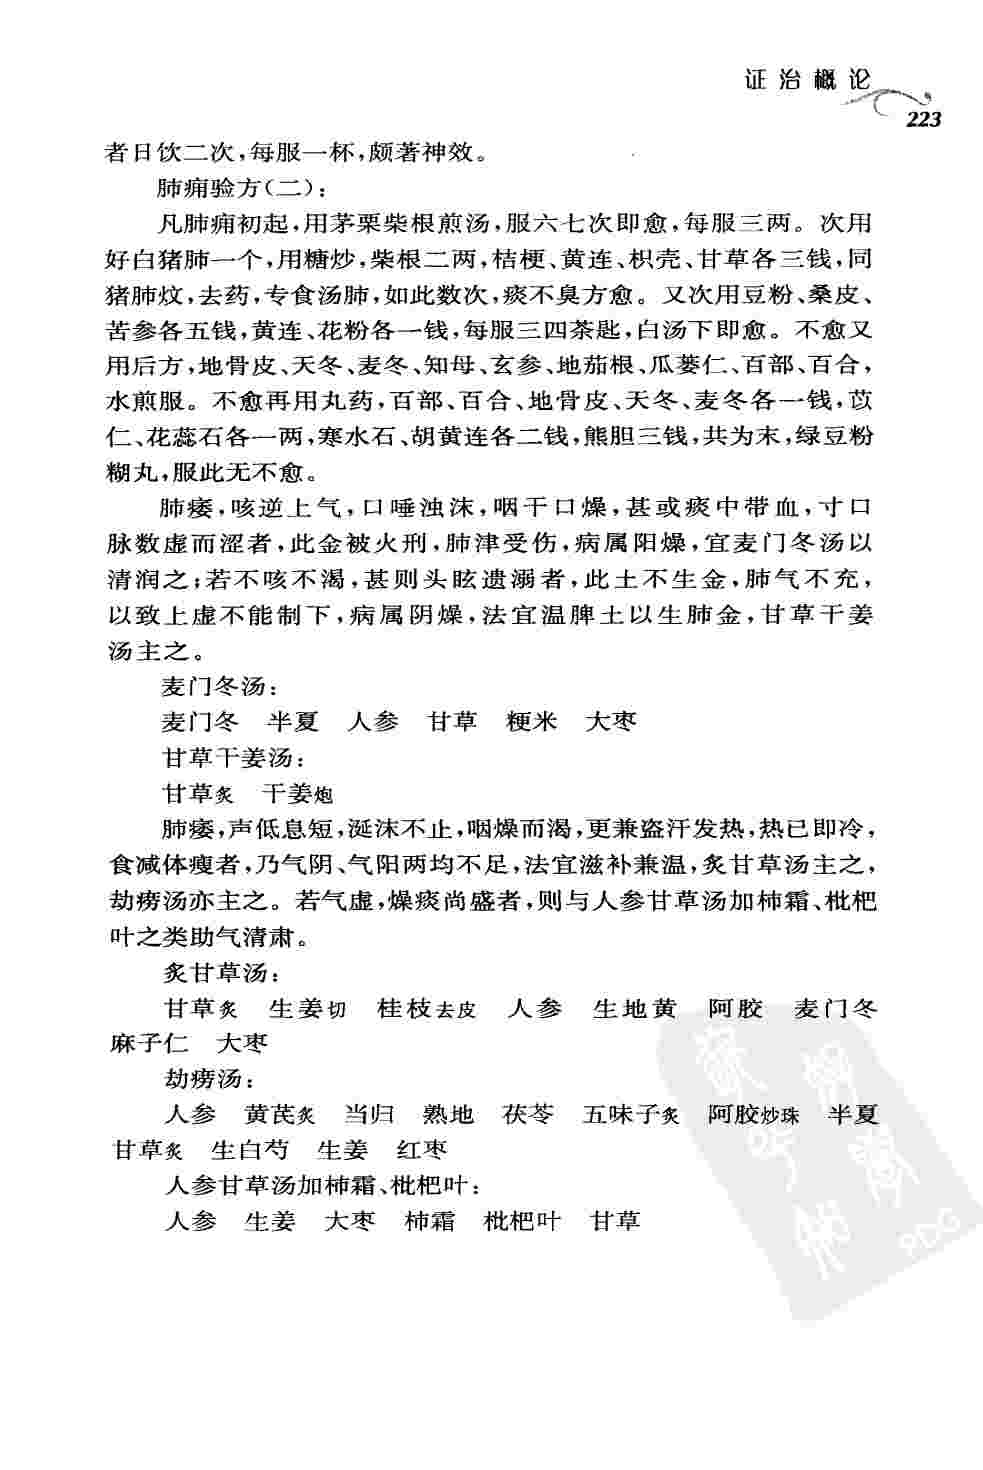 证治概论
223
者日饮二次,每服一杯,颇著神效。
肺痈验方(二):
凡肺痈初起,用茅栗柴根煎汤,服六七次即愈,每服三两。次用
好白猪肺一个,用糖炒,柴根二两,桔梗、黄连、枳壳、甘草各三钱,同
猪肺炆,去药,专食汤肺,如此数次,痰不臭方愈。又次用豆粉、桑皮、
苦参各五钱,黄连、花粉各一钱,每服三四茶匙,白汤下即愈。不愈又
用后方,地骨皮、天冬、麦冬、知母、玄参、地茄根、瓜蒌仁、百部、百合,
水煎服。不愈再用丸药,百部、百合、地骨皮、天冬、麦冬各一钱,苡
仁、花蕊石各一两,寒水石、胡黄连各二钱,熊胆三钱,共为末,绿豆粉
糊丸,服此无不愈。
肺痿,咳逆上气,口唾浊沫,咽干口燥,甚或痰中带血,寸口
脉数虚而涩者,此金被火刑,肺津受伤,病属阳燥,宜麦门冬汤以
清润之;若不咳不渴,甚则头眩遗溺者,此土不生金,肺气不充,
以致上虚不能制下,病属阴燥,法宜温脾土以生肺金,甘草干姜
汤主之。
麦门冬汤:
麦门冬 半夏 人参 甘草 粳米 大枣
甘草干姜汤:
甘草炙 干姜炮
肺痿,声低息短,涎沫不止,咽燥而渴,更兼盗汗发热,热已即冷,
食减体瘦者,乃气阴、气阳两均不足,法宜滋补兼温,炙甘草汤主之,
劫痨汤亦主之。若气虚,燥痰尚盛者,则与人参甘草汤加柿霜、枇杷
叶之类助气清肃。
炙甘草汤:
甘草炙 生姜切 桂枝去皮 人参 生地黄 阿胶 麦门冬
麻子仁 大枣
劫痨汤:
人参 黄芪炙 当归 熟地 茯苓 五味子炙 阿胶炒珠 半夏
甘草炙 生白芍 生姜 红枣
人参甘草汤加柿霜、枇杷叶:
人参 生姜 大枣 柿霜 枇杷叶 甘草
PDG